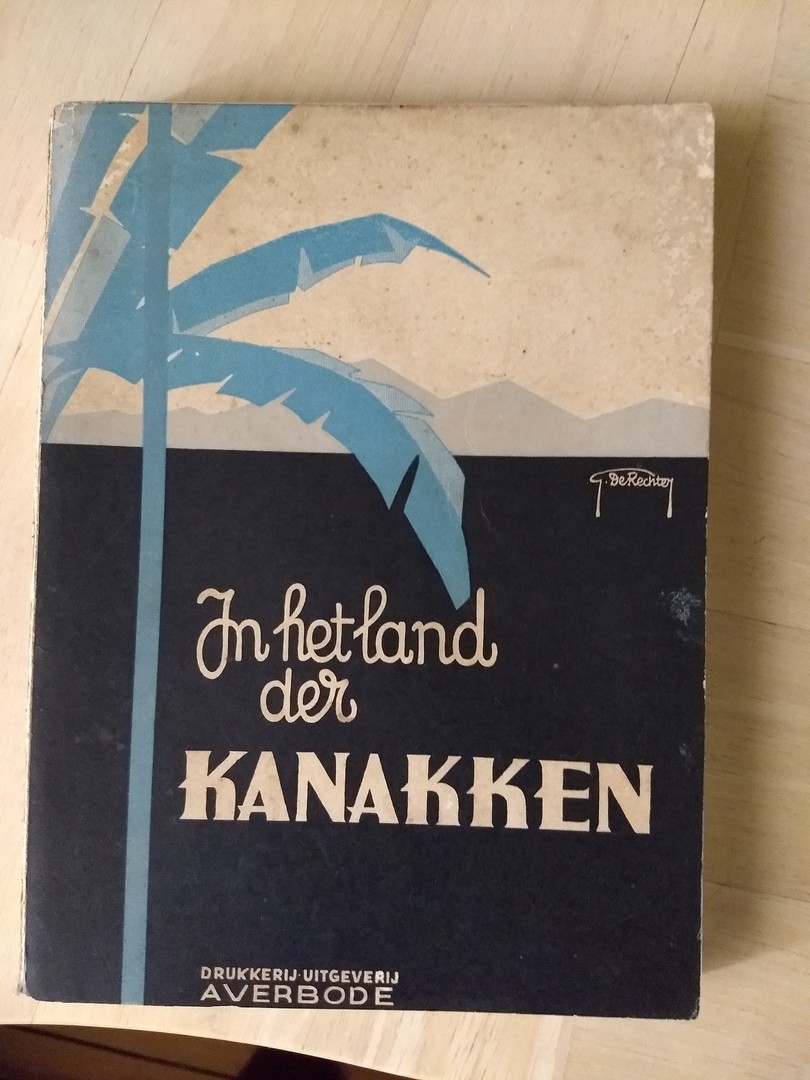 G. De Rechter
In het land
der
KANAKKEN
DRUKKERIJ-UITGEVERIJ
AVERBODE